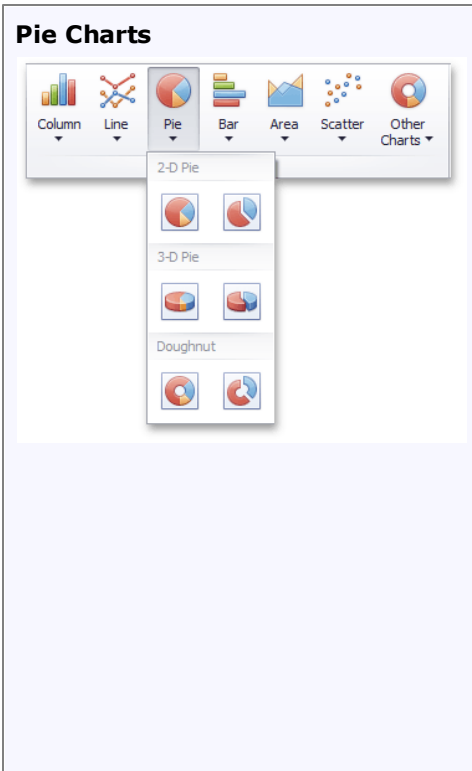 Pie Charts
Column Line Pie Bar Area Scatter Other
Charts
2-D Pie
3-D Pie
Doughnut